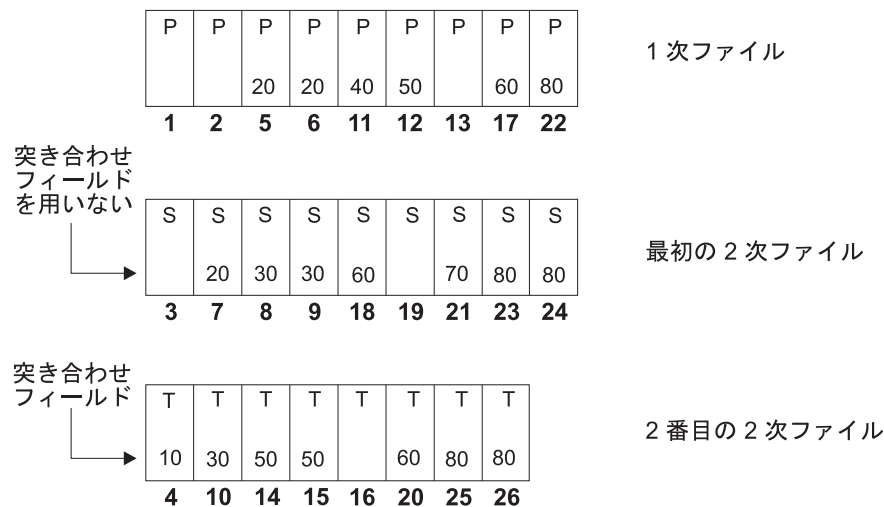 P P P P P P P P P
20 20 40 50 60 80
1 2 5 6 11 12 13 17 22
1 次ファイル
突き合わせ
フィールド
を用いない
S S S S S S S S S
20 30 30 60 70 80 80
3 7 8 9 18 19 21 23 24
最初の 2 次ファイル
突き合わせ
フィールド
T T T T T T T T
10 30 50 50 60 80 80
4 10 14 15 16 20 25 26
2 番目の 2 次ファイル